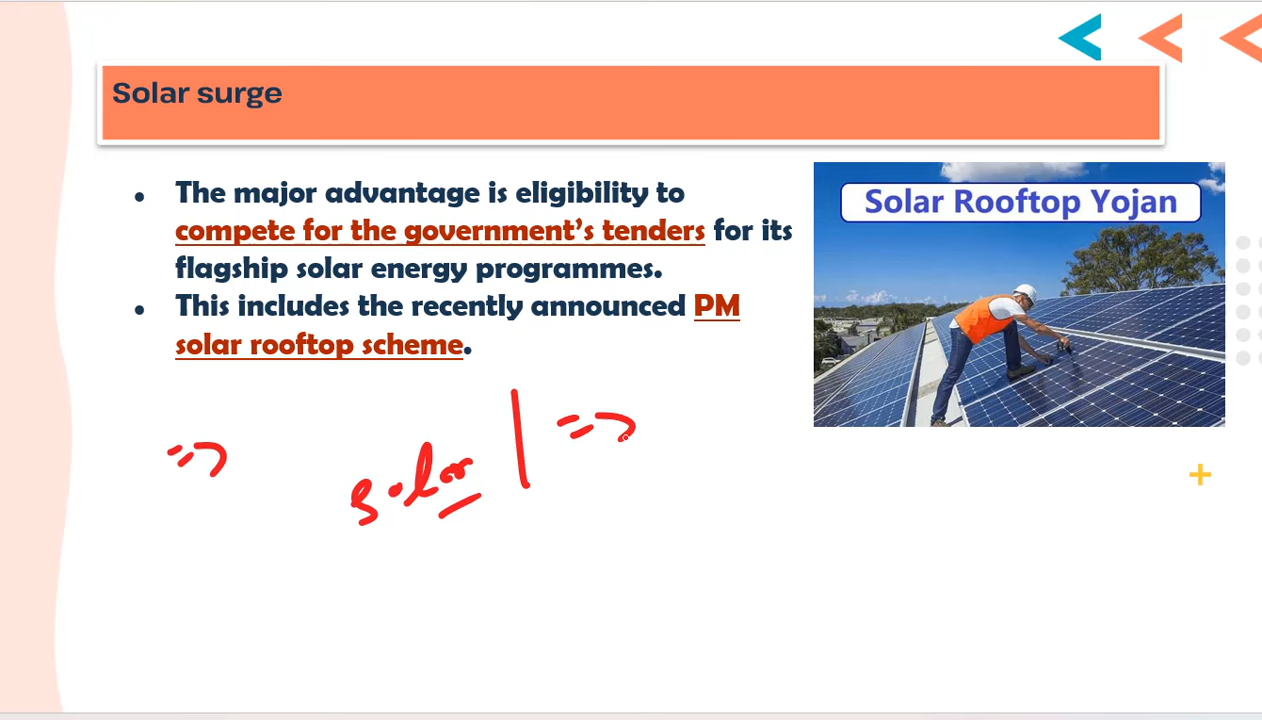 Solar surge
The major advantage is eligibility to
compete for the government's tenders for its
flagship solar energy programmes.
This includes the recently announced PM
solar rooftop scheme.
Solar Rooftop Yojan
=> solar | =>